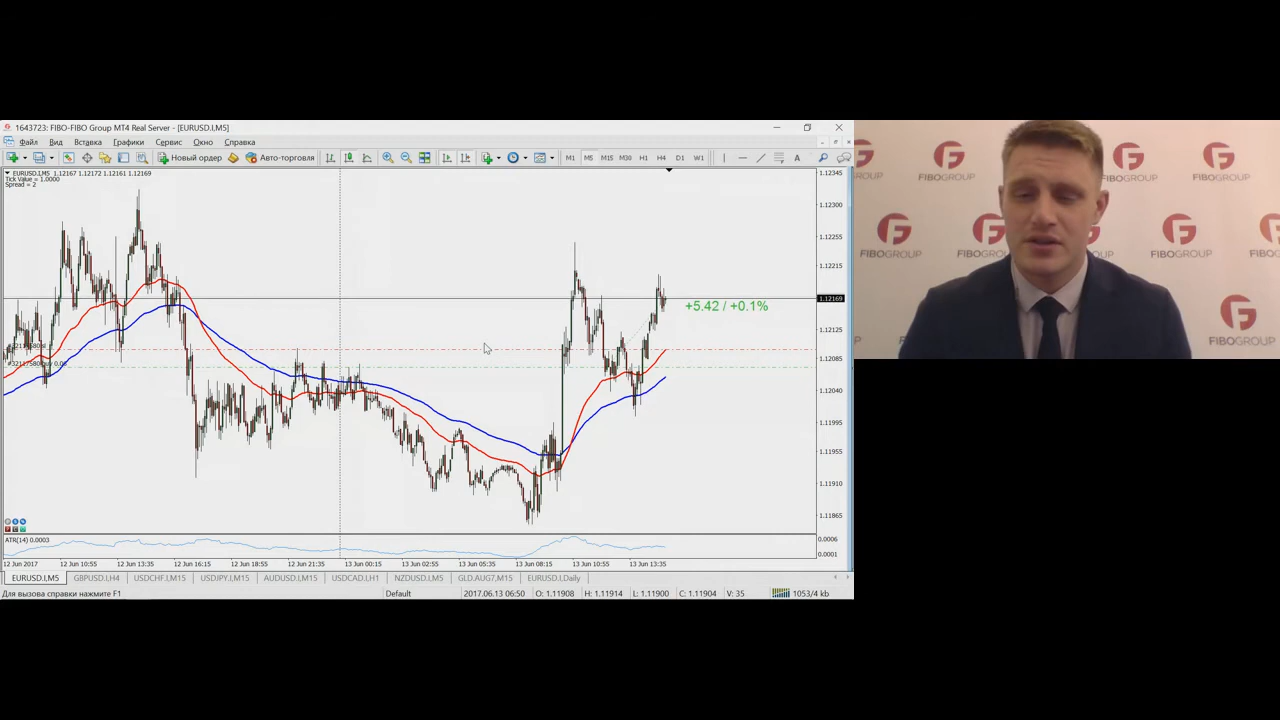 1643723: FIBO-FIBO Group MT4 Real Server - [EURUSD.I,M5]
Файл Вид Вставка Графики Сервис Окно Справка
Новый ордер Авто-торговля M1 M5 M15 M30 H1 H4 D1 W1 A
EURUSD.I,M5 1.12167 1.12172 1.12161 1.12169
Tick Value = 1.0000
Spread = 2
1.12345
1.12300
1.12255
1.12215
1.12169
1.12125
1.12085
1.12040
1.11995
1.11950
1.11910
1.11865
+5.42 / +0.1%
ATR(14) 0.0003
0.0006
0.0001
12 Jun 2017 12 Jun 10:55 12 Jun 13:35 12 Jun 16:15 12 Jun 18:55 12 Jun 21:35 13 Jun 00:15 13 Jun 02:55 13 Jun 05:35 13 Jun 08:15 13 Jun 10:55 13 Jun 13:35
EURUSD.I,M5 GBPUSD.I,H4 USDCHF.I,M15 USDJPY.I,M15 AUDUSD.I,M15 USDCAD.I,H1 NZDUSD.I,M5 GLD.AUG7,M15 EURUSD.I,Daily
Для вызова справки нажмите F1 Default 2017.06.13 06:50 O: 1.11908 H: 1.11914 L: 1.11900 C: 1.11904 V: 35 1053/4 kb
FIBOGROUP
FIBOGROUP
FIBOGROUP
FIBOGROUP
FIBOGROUP